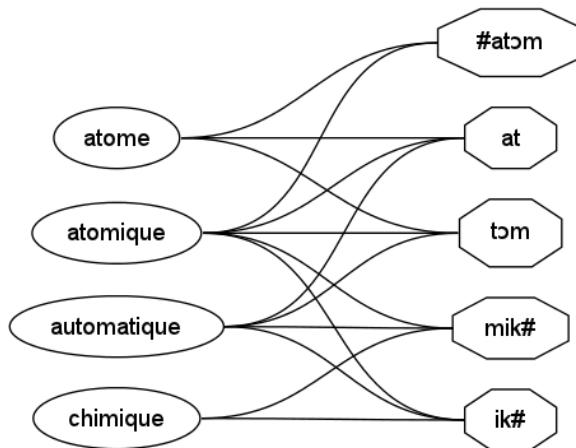 #atɔm
atome
at
atomique
tɔm
automatique
mik#
chimique
ik#